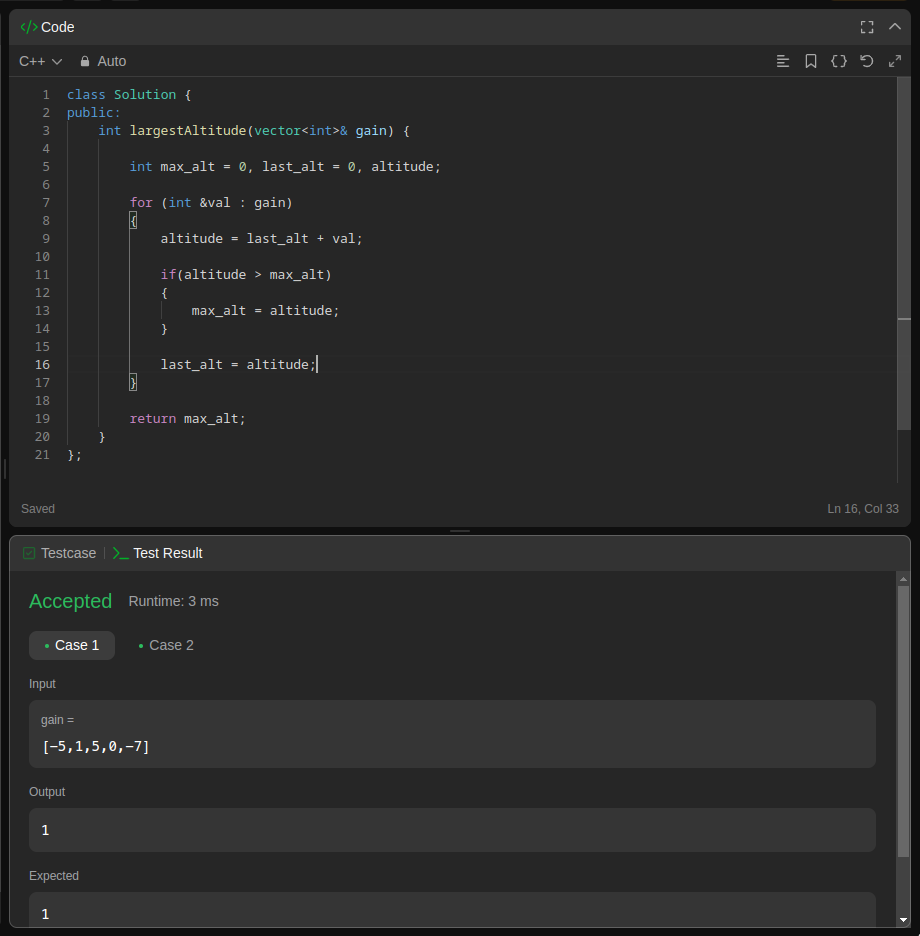 </> Code
C++ Auto
1 class Solution {
2 public:
3     int largestAltitude(vector<int>& gain) {
4
5         int max_alt = 0, last_alt = 0, altitude;
6
7         for (int &val : gain)
8         {
9             altitude = last_alt + val;
10
11             if(altitude > max_alt)
12             {
13                 max_alt = altitude;
14             }
15
16             last_alt = altitude;
17         }
18
19         return max_alt;
20     }
21 };
Saved Ln 16, Col 33
Testcase | >_ Test Result
Accepted Runtime: 3 ms
• Case 1 • Case 2
Input
gain =
[−5,1,5,0,−7]
Output
1
Expected
1